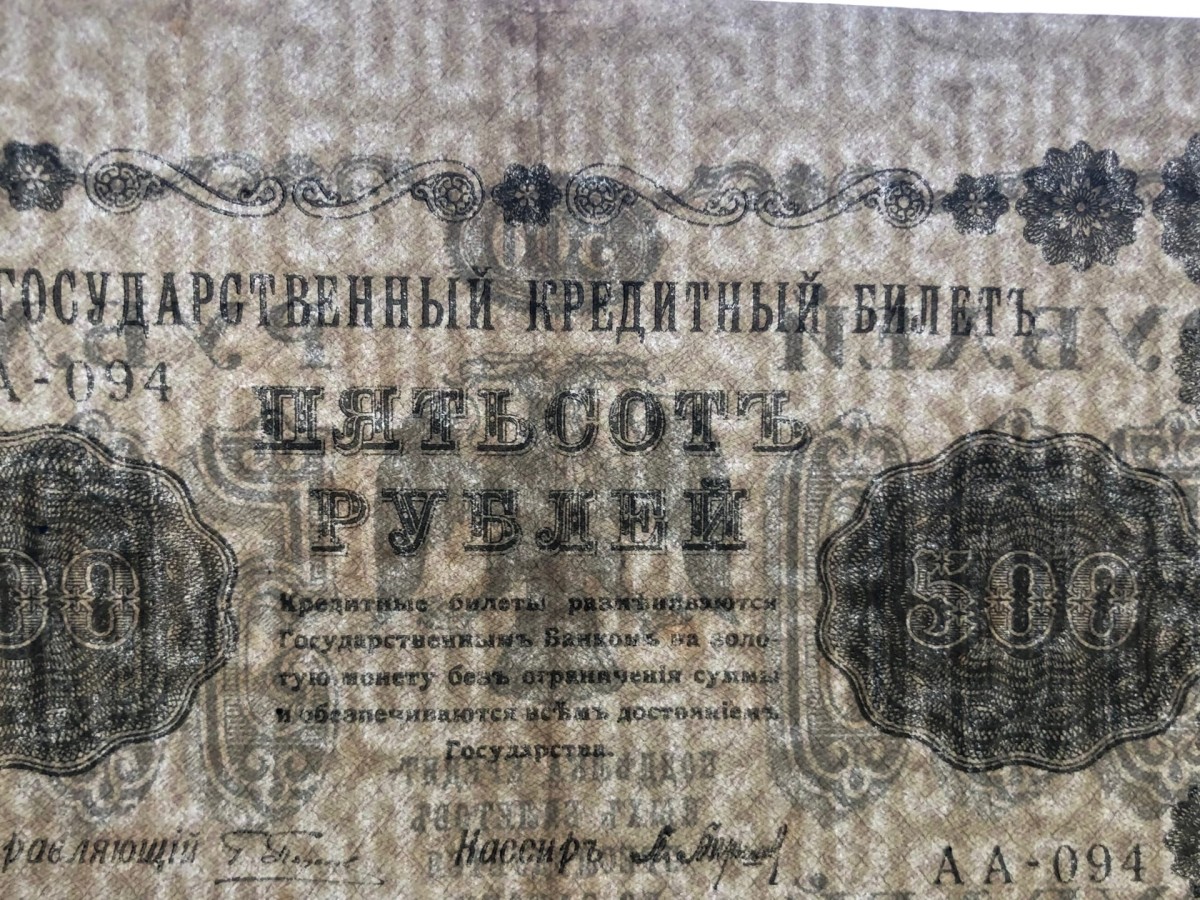 ГОСУДАРСТВЕННЫЙ КРЕДИТНЫЙ БИЛЕТЪ
А-094
ПЯТЬСОТЪ
РУБЛЕЙ
00
500
Кредитные билеты размѣниваются
Государственнымъ Банкомъ на золо-
тую монету безъ ограниченія суммы
и обезпечиваются всѣмъ достояніемъ
Государства.
равляющій
Кассиръ
АА-094